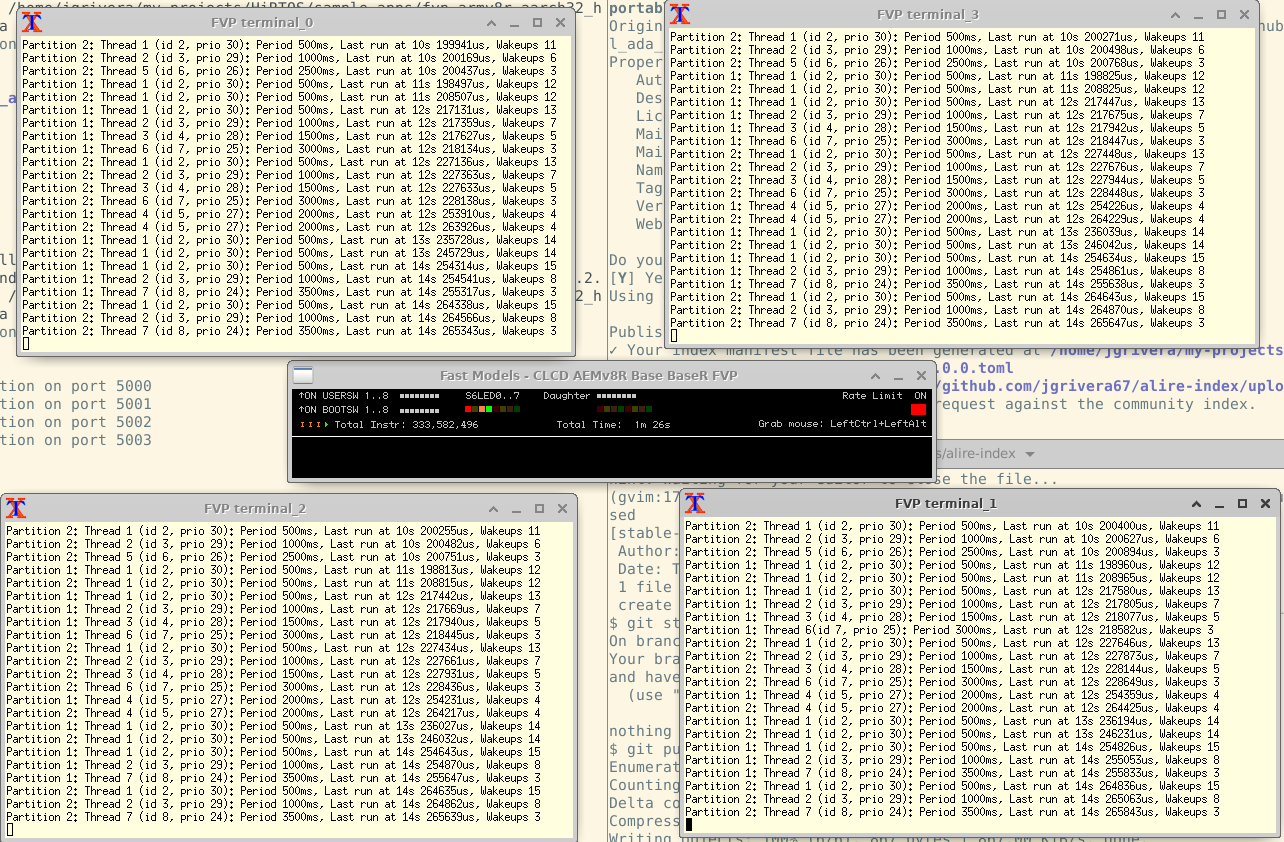 /home/jgrivera/my-projects/HiRTOS/sample_apps/fvp_armv8r_aarch32_h
FVP terminal_0
Partition 2: Thread 1 (id 2, prio 30): Period 500ms, Last run at 10s 199941us, Wakeups 11
Partition 2: Thread 2 (id 3, prio 29): Period 1000ms, Last run at 10s 200169us, Wakeups 6
Partition 2: Thread 5 (id 6, prio 26): Period 2500ms, Last run at 10s 200437us, Wakeups 3
Partition 1: Thread 1 (id 2, prio 30): Period 500ms, Last run at 11s 198497us, Wakeups 12
Partition 2: Thread 1 (id 2, prio 30): Period 500ms, Last run at 11s 208507us, Wakeups 12
Partition 1: Thread 1 (id 2, prio 30): Period 500ms, Last run at 12s 217131us, Wakeups 13
Partition 1: Thread 2 (id 3, prio 29): Period 1000ms, Last run at 12s 217359us, Wakeups 7
Partition 1: Thread 3 (id 4, prio 28): Period 1500ms, Last run at 12s 217627us, Wakeups 5
Partition 1: Thread 6 (id 7, prio 25): Period 3000ms, Last run at 12s 218134us, Wakeups 3
Partition 2: Thread 1 (id 2, prio 30): Period 500ms, Last run at 12s 227136us, Wakeups 13
Partition 2: Thread 2 (id 3, prio 29): Period 1000ms, Last run at 12s 227363us, Wakeups 7
Partition 2: Thread 3 (id 4, prio 28): Period 1500ms, Last run at 12s 227633us, Wakeups 5
Partition 2: Thread 6 (id 7, prio 25): Period 3000ms, Last run at 12s 228138us, Wakeups 3
Partition 1: Thread 4 (id 5, prio 27): Period 2000ms, Last run at 12s 253910us, Wakeups 4
Partition 2: Thread 4 (id 5, prio 27): Period 2000ms, Last run at 12s 263926us, Wakeups 4
Partition 1: Thread 1 (id 2, prio 30): Period 500ms, Last run at 13s 235728us, Wakeups 14
Partition 2: Thread 1 (id 2, prio 30): Period 500ms, Last run at 13s 245729us, Wakeups 14
Partition 1: Thread 1 (id 2, prio 30): Period 500ms, Last run at 14s 254314us, Wakeups 15
Partition 1: Thread 2 (id 3, prio 29): Period 1000ms, Last run at 14s 254541us, Wakeups 8
Partition 1: Thread 7 (id 8, prio 24): Period 3500ms, Last run at 14s 255317us, Wakeups 3
Partition 2: Thread 1 (id 2, prio 30): Period 500ms, Last run at 14s 264338us, Wakeups 15
Partition 2: Thread 2 (id 3, prio 29): Period 1000ms, Last run at 14s 264566us, Wakeups 8
Partition 2: Thread 7 (id 8, prio 24): Period 3500ms, Last run at 14s 265343us, Wakeups 3
FVP terminal_3
Partition 2: Thread 1 (id 2, prio 30): Period 500ms, Last run at 10s 200271us, Wakeups 11
Partition 2: Thread 2 (id 3, prio 29): Period 1000ms, Last run at 10s 200498us, Wakeups 6
Partition 2: Thread 5 (id 6, prio 26): Period 2500ms, Last run at 10s 200768us, Wakeups 3
Partition 1: Thread 1 (id 2, prio 30): Period 500ms, Last run at 11s 198825us, Wakeups 12
Partition 2: Thread 1 (id 2, prio 30): Period 500ms, Last run at 11s 208825us, Wakeups 12
Partition 1: Thread 1 (id 2, prio 30): Period 500ms, Last run at 12s 217447us, Wakeups 13
Partition 1: Thread 2 (id 3, prio 29): Period 1000ms, Last run at 12s 217675us, Wakeups 7
Partition 1: Thread 3 (id 4, prio 28): Period 1500ms, Last run at 12s 217942us, Wakeups 5
Partition 1: Thread 6 (id 7, prio 25): Period 3000ms, Last run at 12s 218447us, Wakeups 3
Partition 2: Thread 1 (id 2, prio 30): Period 500ms, Last run at 12s 227448us, Wakeups 13
Partition 2: Thread 2 (id 3, prio 29): Period 1000ms, Last run at 12s 227676us, Wakeups 7
Partition 2: Thread 3 (id 4, prio 28): Period 1500ms, Last run at 12s 227944us, Wakeups 5
Partition 2: Thread 6 (id 7, prio 25): Period 3000ms, Last run at 12s 228448us, Wakeups 3
Partition 1: Thread 4 (id 5, prio 27): Period 2000ms, Last run at 12s 254226us, Wakeups 4
Partition 2: Thread 4 (id 5, prio 27): Period 2000ms, Last run at 12s 264229us, Wakeups 4
Partition 1: Thread 1 (id 2, prio 30): Period 500ms, Last run at 13s 236039us, Wakeups 14
Partition 2: Thread 1 (id 2, prio 30): Period 500ms, Last run at 13s 246042us, Wakeups 14
Partition 1: Thread 1 (id 2, prio 30): Period 500ms, Last run at 14s 254634us, Wakeups 15
Partition 1: Thread 2 (id 3, prio 29): Period 1000ms, Last run at 14s 254861us, Wakeups 8
Partition 1: Thread 7 (id 8, prio 24): Period 3500ms, Last run at 14s 255638us, Wakeups 3
Partition 2: Thread 1 (id 2, prio 30): Period 500ms, Last run at 14s 264643us, Wakeups 15
Partition 2: Thread 2 (id 3, prio 29): Period 1000ms, Last run at 14s 264870us, Wakeups 8
Partition 2: Thread 7 (id 8, prio 24): Period 3500ms, Last run at 14s 265647us, Wakeups 3
portab
Origin
l_ada_
Proper
Aut
Des
Lic
Mai
Mai
Nam
Tag
Ver
Web
Do you
[Y] Ye
Using
Publis
✓ Your index manifest file has been generated at /home/jgrivera/my-projects
.0.0.toml
/github.com/jgrivera67/alire-index/uplo
request against the community index.
tion on port 5000
tion on port 5001
tion on port 5002
tion on port 5003
Fast Models - CLCD AEMv8R Base BaseR FVP
↑ON USERSW 1..8 S6LED0..7 Daughter Rate Limit ON
↑ON BOOTSW 1..8
Total Instr: 333,582,496 Total Time: 1m 26s Grab mouse: LeftCtrl+LeftAlt
s/alire-index
FVP terminal_2
Partition 2: Thread 1 (id 2, prio 30): Period 500ms, Last run at 10s 200255us, Wakeups 11
Partition 2: Thread 2 (id 3, prio 29): Period 1000ms, Last run at 10s 200482us, Wakeups 6
Partition 2: Thread 5 (id 6, prio 26): Period 2500ms, Last run at 10s 200751us, Wakeups 3
Partition 1: Thread 1 (id 2, prio 30): Period 500ms, Last run at 11s 198813us, Wakeups 12
Partition 2: Thread 1 (id 2, prio 30): Period 500ms, Last run at 11s 208815us, Wakeups 12
Partition 1: Thread 1 (id 2, prio 30): Period 500ms, Last run at 12s 217442us, Wakeups 13
Partition 1: Thread 2 (id 3, prio 29): Period 1000ms, Last run at 12s 217669us, Wakeups 7
Partition 1: Thread 3 (id 4, prio 28): Period 1500ms, Last run at 12s 217940us, Wakeups 5
Partition 1: Thread 6 (id 7, prio 25): Period 3000ms, Last run at 12s 218445us, Wakeups 3
Partition 2: Thread 1 (id 2, prio 30): Period 500ms, Last run at 12s 227434us, Wakeups 13
Partition 2: Thread 2 (id 3, prio 29): Period 1000ms, Last run at 12s 227661us, Wakeups 7
Partition 2: Thread 3 (id 4, prio 28): Period 1500ms, Last run at 12s 227931us, Wakeups 5
Partition 2: Thread 6 (id 7, prio 25): Period 3000ms, Last run at 12s 228436us, Wakeups 3
Partition 1: Thread 4 (id 5, prio 27): Period 2000ms, Last run at 12s 254231us, Wakeups 4
Partition 2: Thread 4 (id 5, prio 27): Period 2000ms, Last run at 12s 264217us, Wakeups 4
Partition 1: Thread 1 (id 2, prio 30): Period 500ms, Last run at 13s 236027us, Wakeups 14
Partition 2: Thread 1 (id 2, prio 30): Period 500ms, Last run at 13s 246032us, Wakeups 14
Partition 1: Thread 1 (id 2, prio 30): Period 500ms, Last run at 14s 254643us, Wakeups 15
Partition 1: Thread 2 (id 3, prio 29): Period 1000ms, Last run at 14s 254870us, Wakeups 8
Partition 1: Thread 7 (id 8, prio 24): Period 3500ms, Last run at 14s 255647us, Wakeups 3
Partition 2: Thread 1 (id 2, prio 30): Period 500ms, Last run at 14s 264635us, Wakeups 15
Partition 2: Thread 2 (id 3, prio 29): Period 1000ms, Last run at 14s 264862us, Wakeups 8
Partition 2: Thread 7 (id 8, prio 24): Period 3500ms, Last run at 14s 265639us, Wakeups 3
(gvim:17
sed
[stable-
Author:
Date: T
1 file
create
$ git st
On branc
Your bra
and have
(use "
nothing
$ git pu
Enumerat
Counting
Delta co
Compress
FVP terminal_1
Partition 2: Thread 1 (id 2, prio 30): Period 500ms, Last run at 10s 200400us, Wakeups 11
Partition 2: Thread 2 (id 3, prio 29): Period 1000ms, Last run at 10s 200627us, Wakeups 6
Partition 2: Thread 5 (id 6, prio 26): Period 2500ms, Last run at 10s 200894us, Wakeups 3
Partition 1: Thread 1 (id 2, prio 30): Period 500ms, Last run at 11s 198960us, Wakeups 12
Partition 2: Thread 1 (id 2, prio 30): Period 500ms, Last run at 11s 208965us, Wakeups 12
Partition 1: Thread 1 (id 2, prio 30): Period 500ms, Last run at 12s 217580us, Wakeups 13
Partition 1: Thread 2 (id 3, prio 29): Period 1000ms, Last run at 12s 217805us, Wakeups 7
Partition 1: Thread 3 (id 4, prio 28): Period 1500ms, Last run at 12s 218077us, Wakeups 5
Partition 1: Thread 6(id 7, prio 25): Period 3000ms, Last run at 12s 218582us, Wakeups 3
Partition 2: Thread 1 (id 2, prio 30): Period 500ms, Last run at 12s 227646us, Wakeups 13
Partition 2: Thread 2 (id 3, prio 29): Period 1000ms, Last run at 12s 227873us, Wakeups 7
Partition 2: Thread 3 (id 4, prio 28): Period 1500ms, Last run at 12s 228144us, Wakeups 5
Partition 2: Thread 6 (id 7, prio 25): Period 3000ms, Last run at 12s 228649us, Wakeups 3
Partition 1: Thread 4 (id 5, prio 27): Period 2000ms, Last run at 12s 254359us, Wakeups 4
Partition 2: Thread 4 (id 5, prio 27): Period 2000ms, Last run at 12s 264425us, Wakeups 4
Partition 1: Thread 1 (id 2, prio 30): Period 500ms, Last run at 13s 236194us, Wakeups 14
Partition 2: Thread 1 (id 2, prio 30): Period 500ms, Last run at 13s 246231us, Wakeups 14
Partition 1: Thread 1 (id 2, prio 30): Period 500ms, Last run at 14s 254826us, Wakeups 15
Partition 1: Thread 2 (id 3, prio 29): Period 1000ms, Last run at 14s 255053us, Wakeups 8
Partition 1: Thread 7 (id 8, prio 24): Period 3500ms, Last run at 14s 255833us, Wakeups 3
Partition 2: Thread 1 (id 2, prio 30): Period 500ms, Last run at 14s 264836us, Wakeups 15
Partition 2: Thread 2 (id 3, prio 29): Period 1000ms, Last run at 14s 265063us, Wakeups 8
Partition 2: Thread 7 (id 8, prio 24): Period 3500ms, Last run at 14s 265843us, Wakeups 3